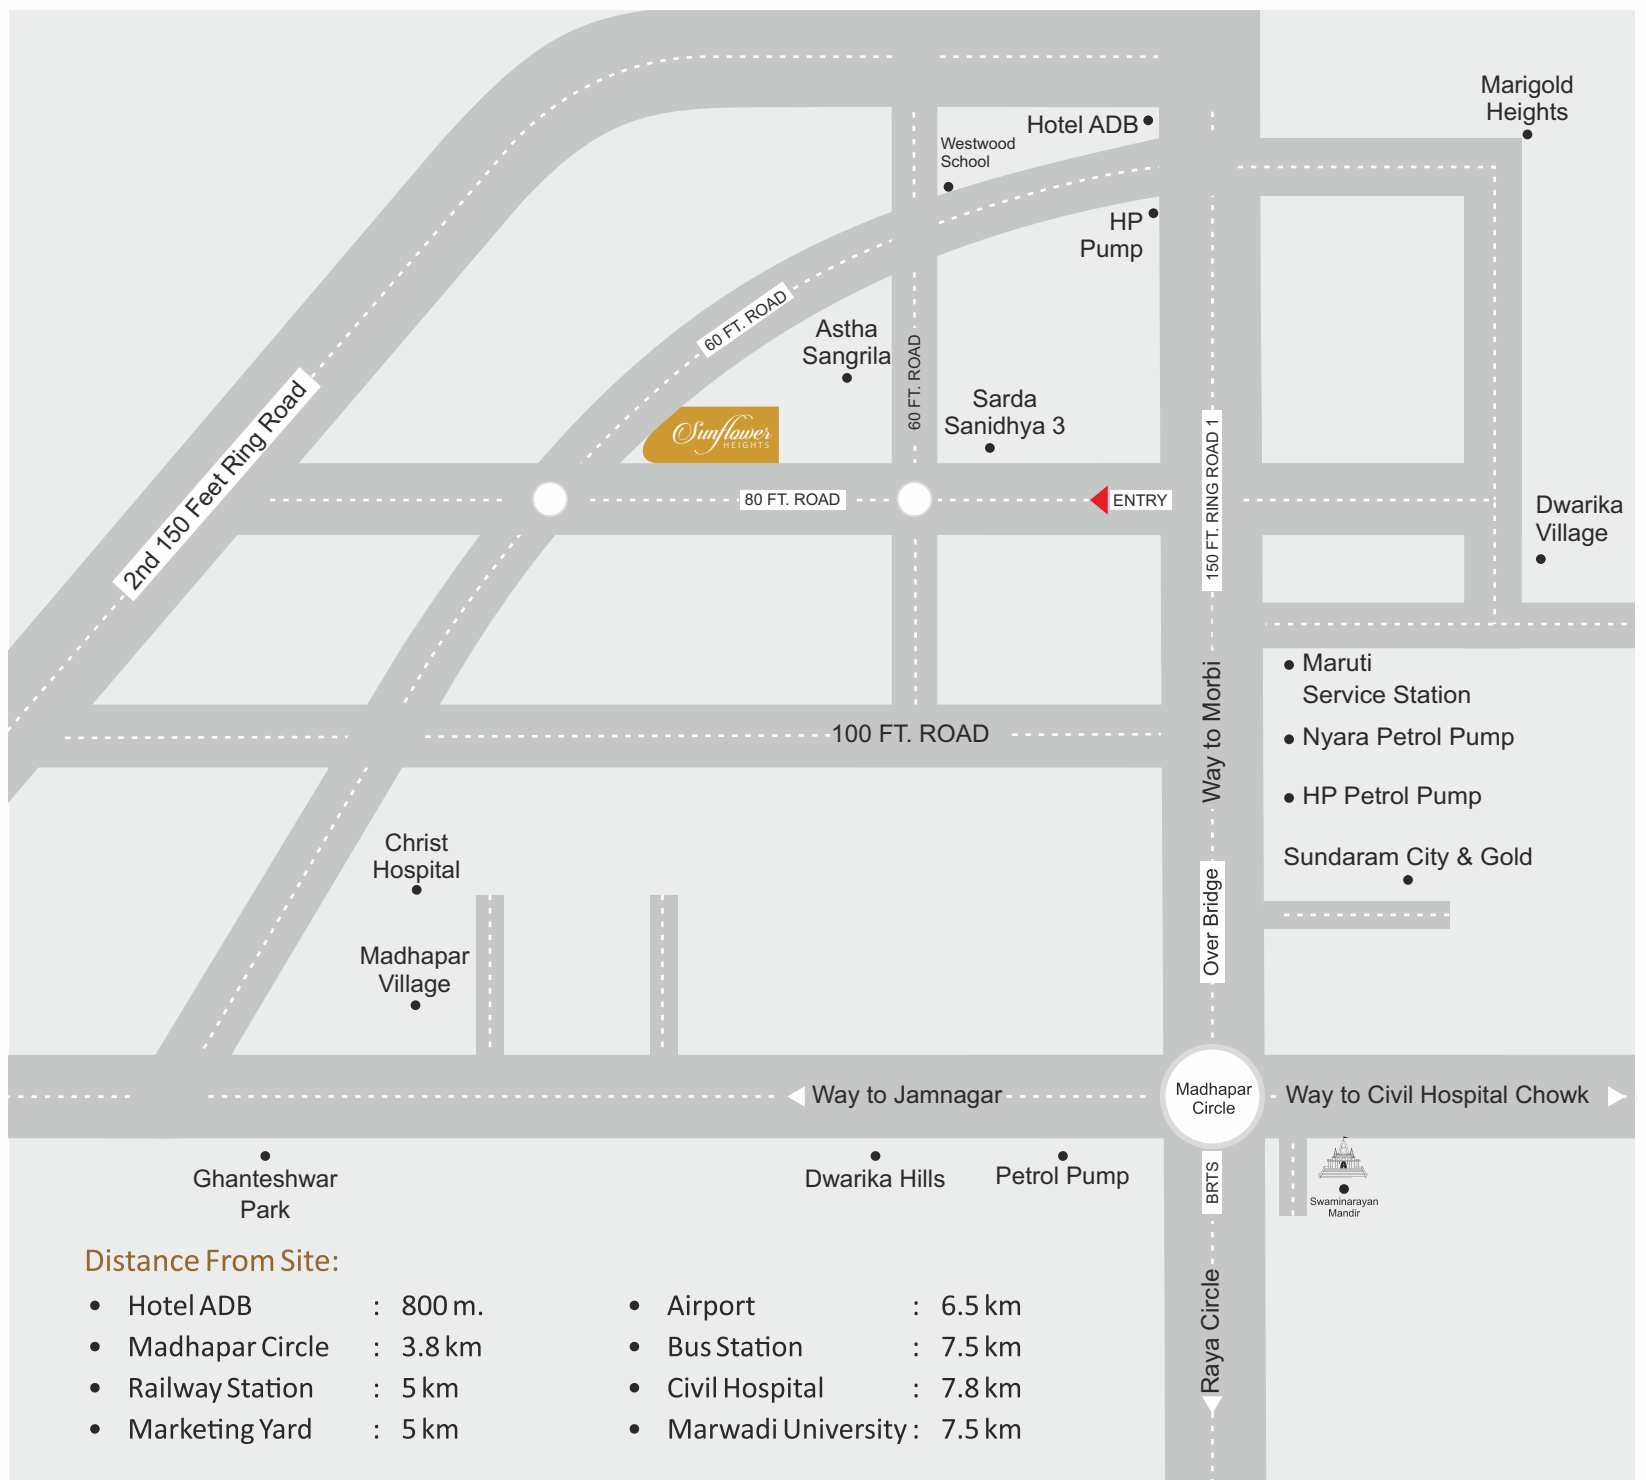 Marigold
Heights
Hotel ADB
Westwood
School
HP
Pump
60 FT. ROAD
Astha
Sangrila
60 FT. ROAD
Sarda
Sanidhya 3
2nd 150 Feet Ring Road
Sunflower
HEIGHTS
80 FT. ROAD
ENTRY
150 FT. RING ROAD 1
Dwarika
Village
Way to Morbi
100 FT. ROAD
Maruti
Service Station
Nyara Petrol Pump
HP Petrol Pump
Sundaram City & Gold
Christ
Hospital
Madhapar
Village
Over Bridge
Way to Jamnagar
Madhapar
Circle
Way to Civil Hospital Chowk
Ghanteshwar
Park
Dwarika Hills
Petrol Pump
BRTS
Swaminarayan
Mandir
Raya Circle
Distance From Site:
• Hotel ADB : 800 m.
• Madhapar Circle : 3.8 km
• Railway Station : 5 km
• Marketing Yard : 5 km
• Airport : 6.5 km
• Bus Station : 7.5 km
• Civil Hospital : 7.8 km
• Marwadi University : 7.5 km